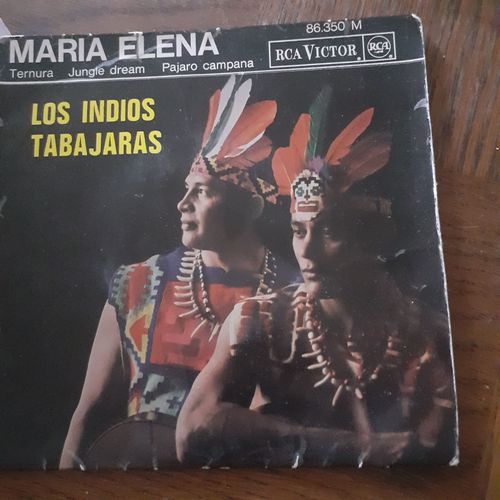 86.350 M
MARIA ELENA
RCA VICTOR
RCA
Ternura Jungle dream Pajaro campana
LOS INDIOS
TABAJARAS